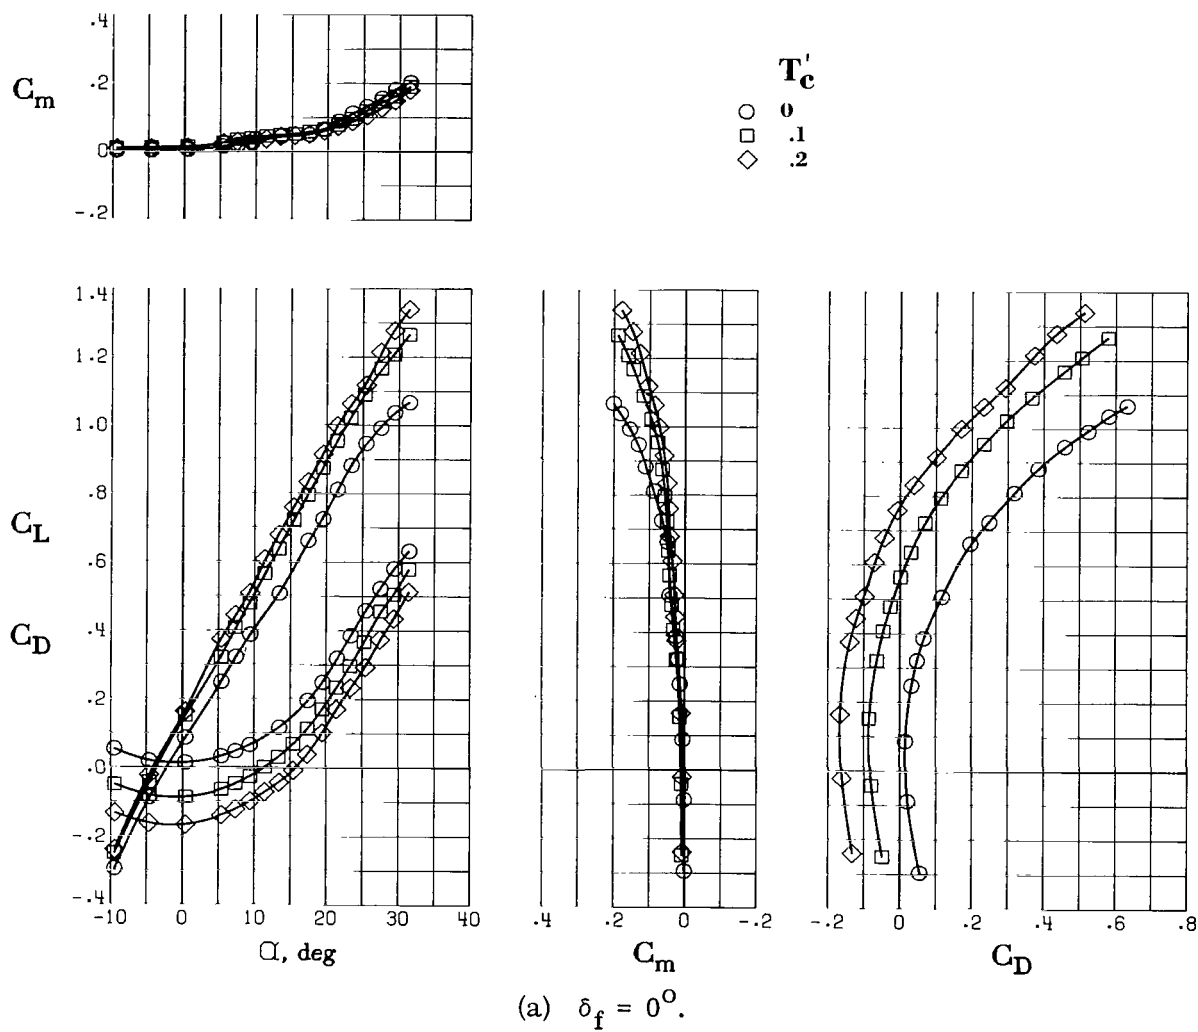 .4
.2
0
-.2
C_m
T_c'
○ 0
□ .1
◇ .2
1.4
1.2
1.0
.8
.6
.4
.2
.0
-.2
-.4
C_L
C_D
-10 0 10 20 30 40
α, deg
.4 .2 0 -.2
C_m
-.2 0 .2 .4 .6 .8
C_D
(a) δ_f = 0°.